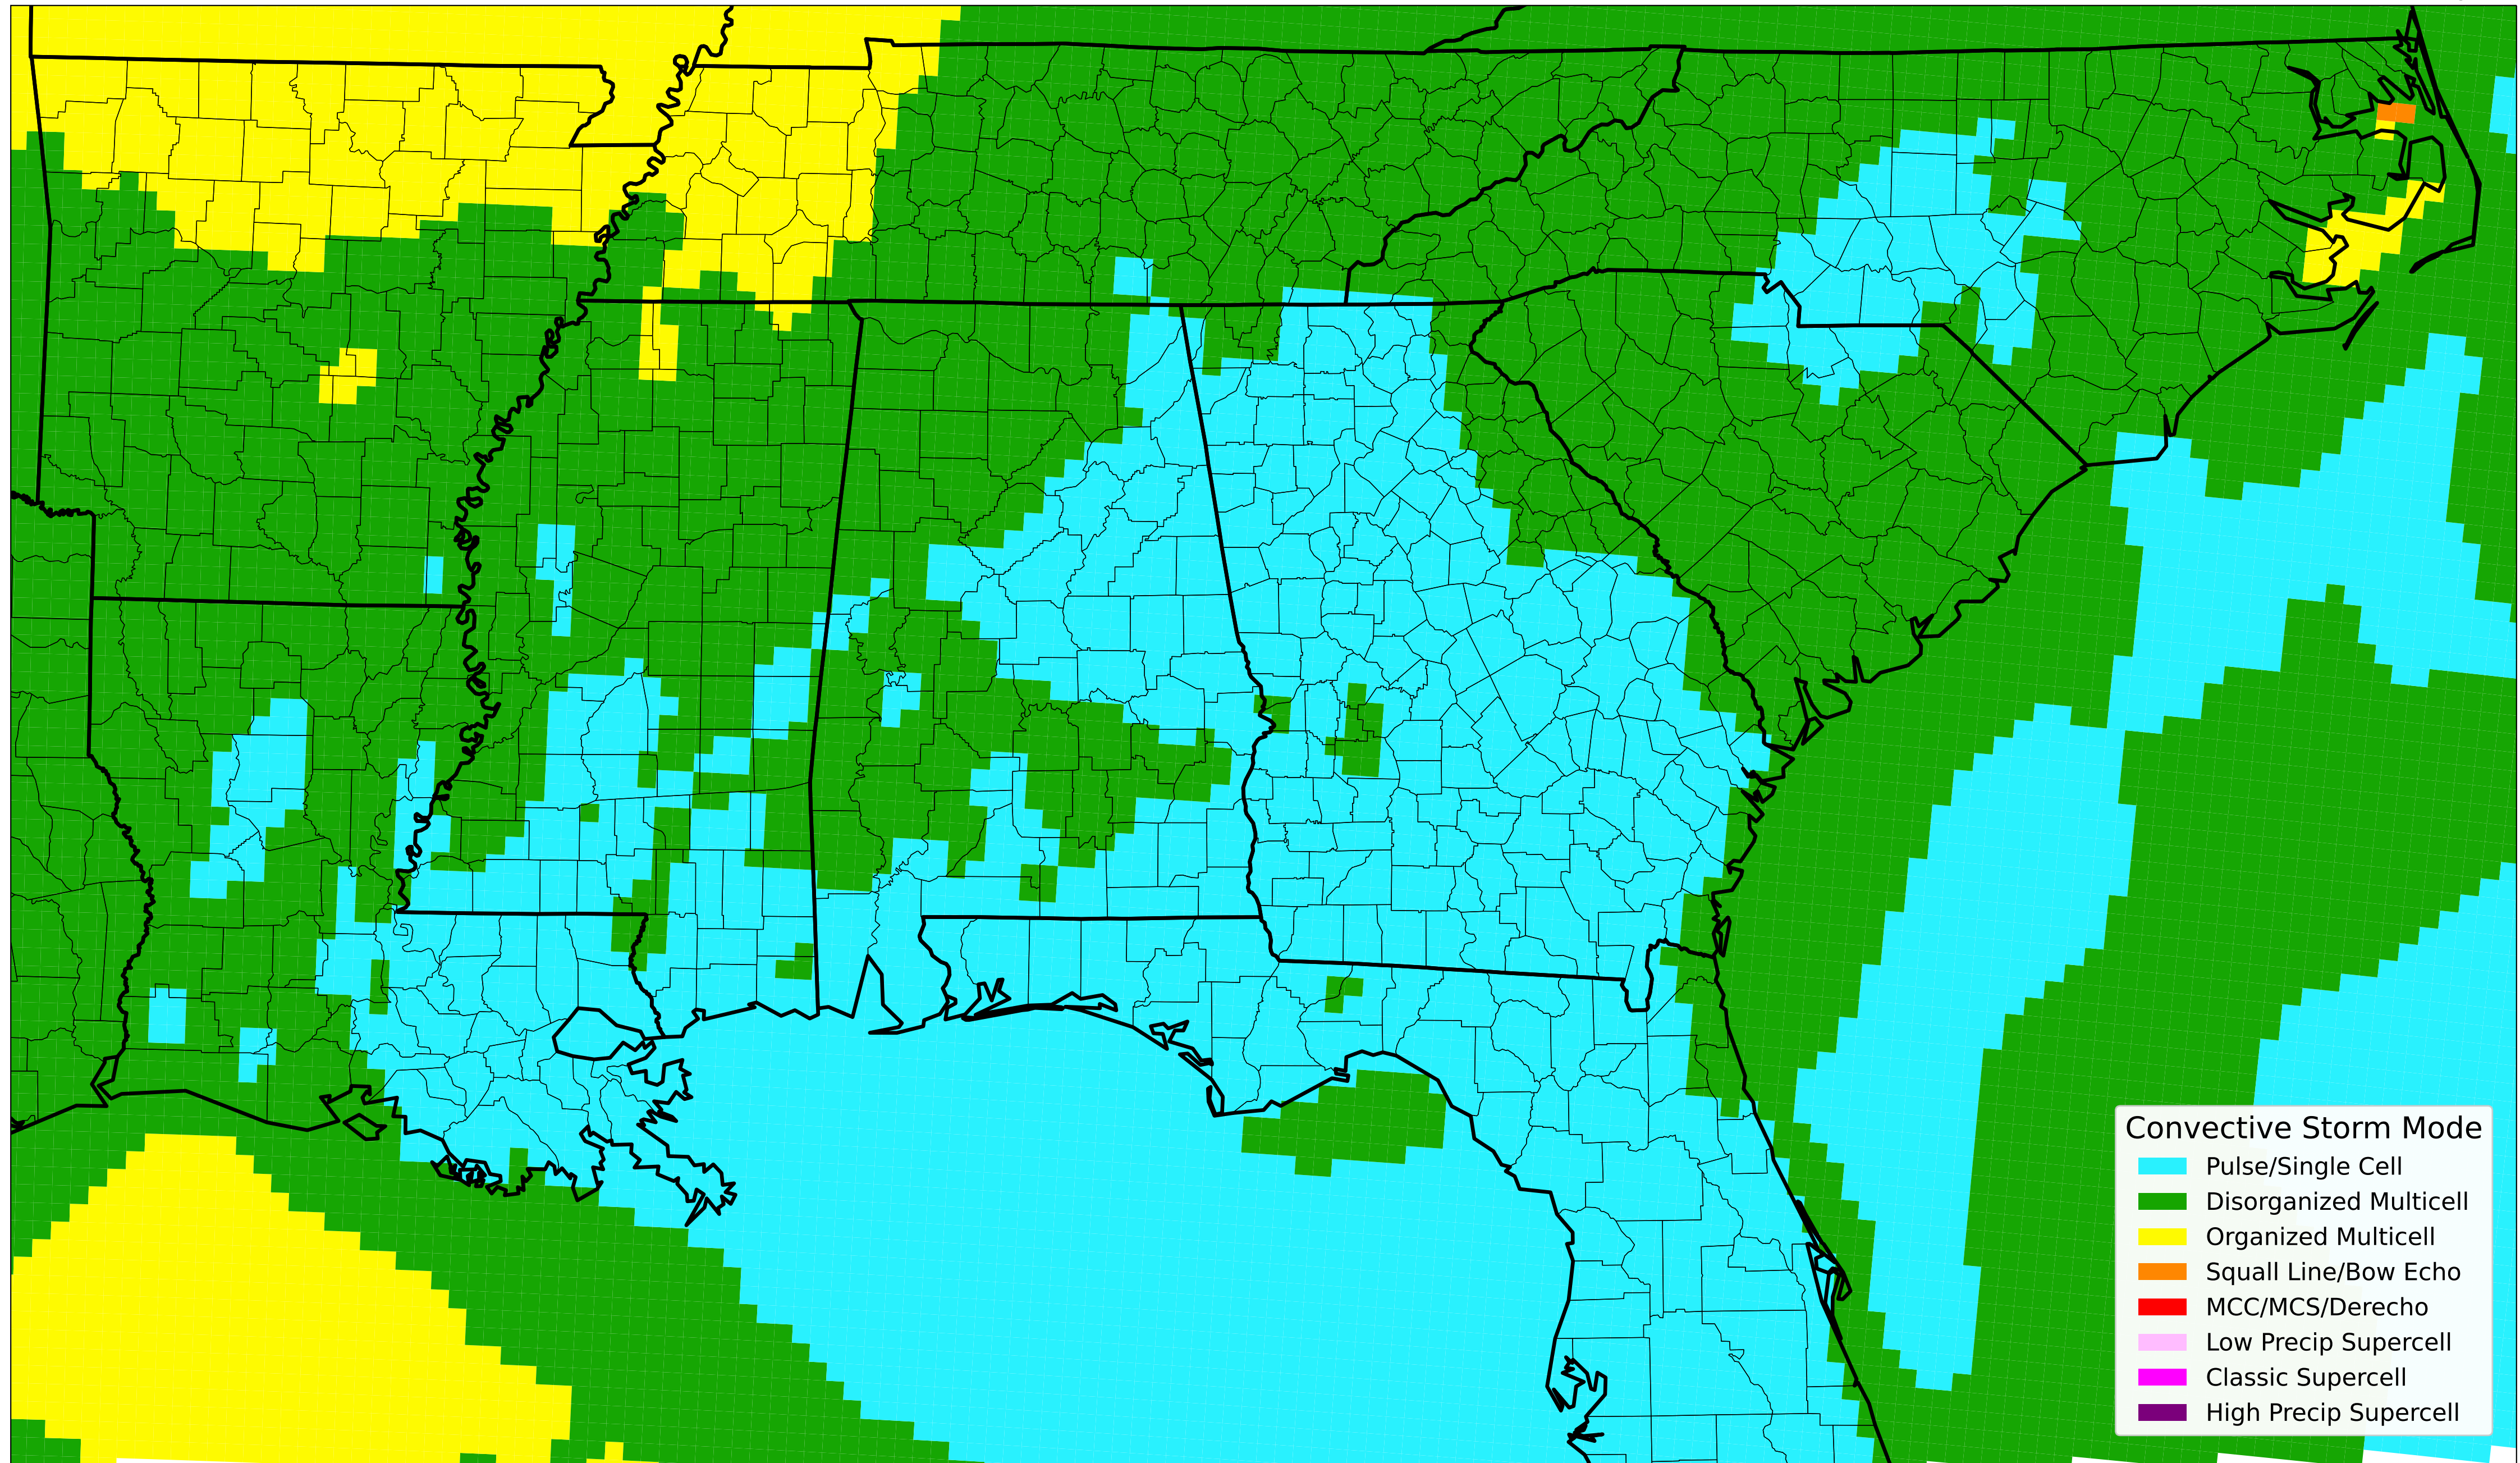 Convective Storm Mode
Pulse/Single Cell
Disorganized Multicell
Organized Multicell
Squall Line/Bow Echo
MCC/MCS/Derecho
Low Precip Supercell
Classic Supercell
High Precip Supercell